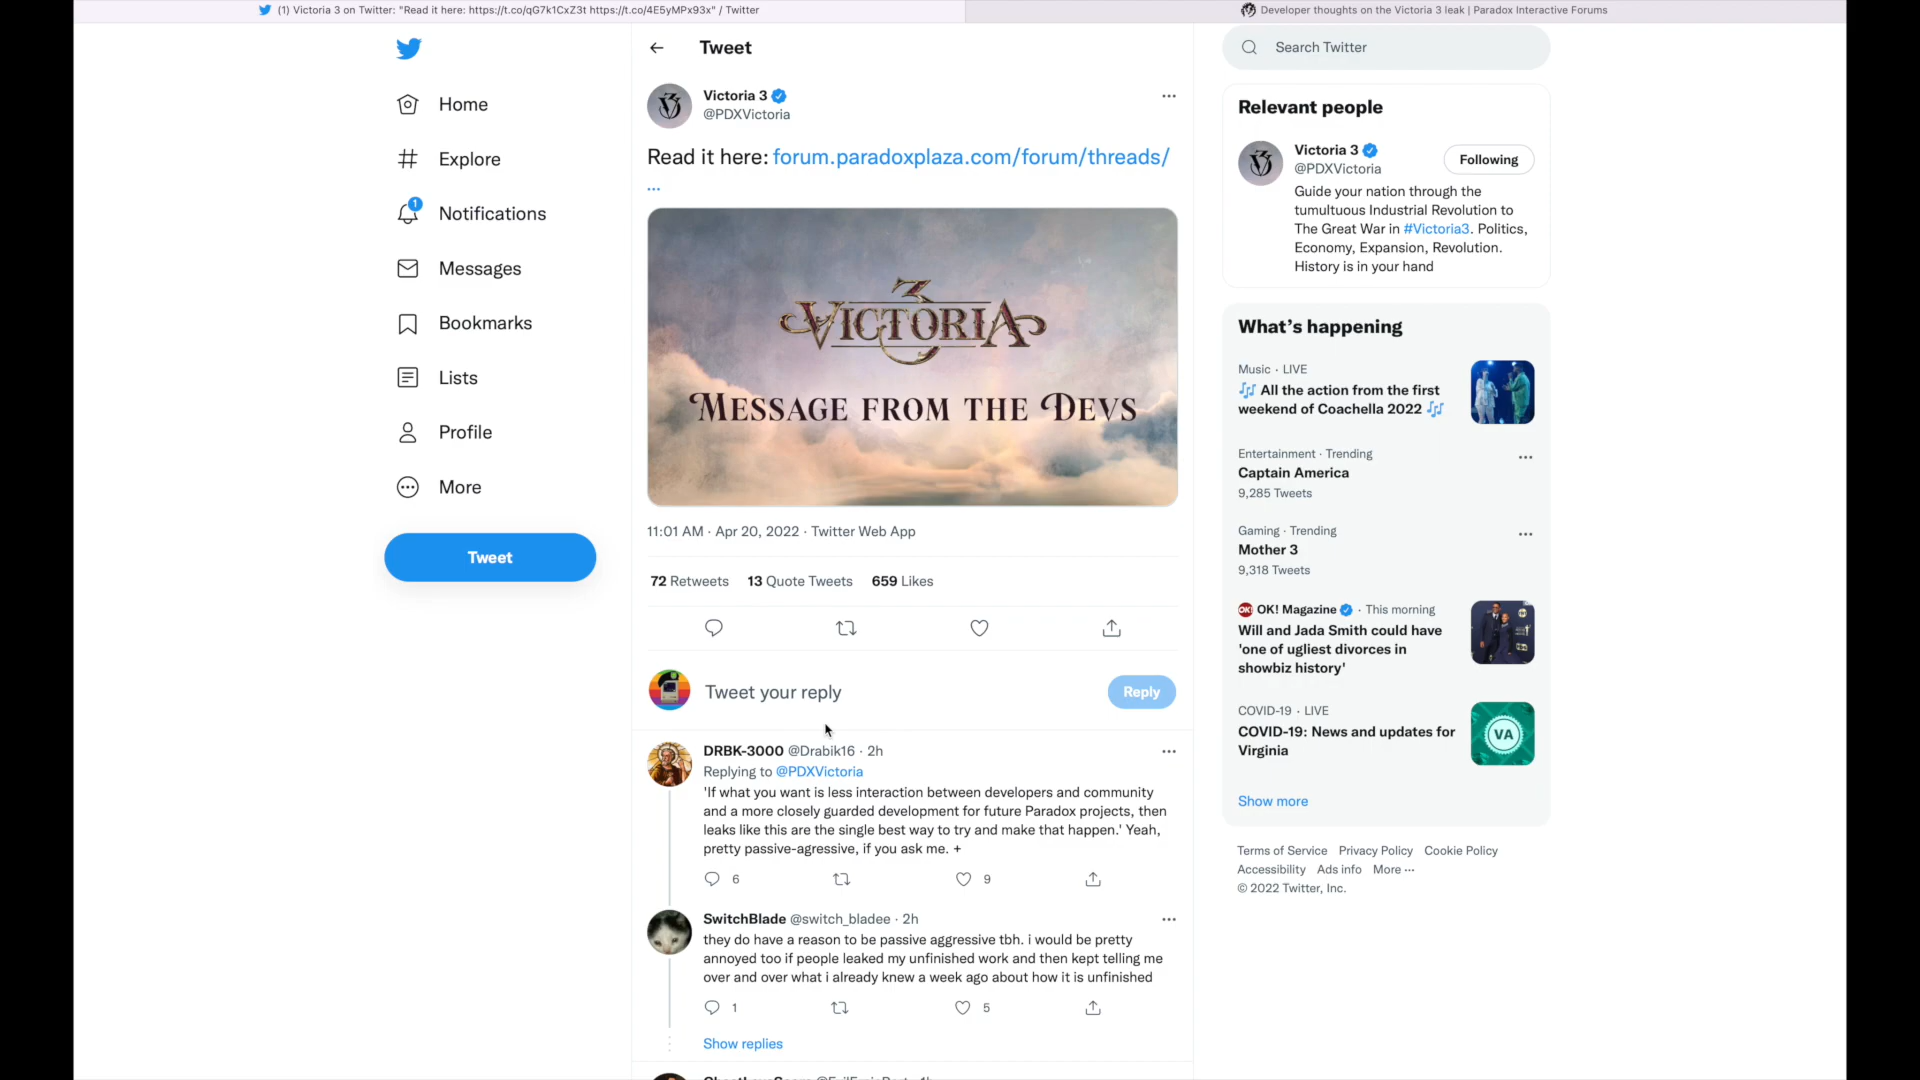 (1) Victoria 3 on Twitter: "Read it here: https://t.co/qG7k1CxZ3t https://t.co/4E5yMPx93x" / Twitter
Developer thoughts on the Victoria 3 leak | Paradox Interactive Forums
Home
Explore
1
Notifications
Messages
Bookmarks
Lists
Profile
More
Tweet
Tweet
Victoria 3
@PDXVictoria
Read it here: forum.paradoxplaza.com/forum/threads/
...
VICTORIA 3
MESSAGE FROM THE DEVS
11:01 AM · Apr 20, 2022 · Twitter Web App
72 Retweets 13 Quote Tweets 659 Likes
Tweet your reply
Reply
DRBK-3000 @Drabik16 · 2h
Replying to @PDXVictoria
'If what you want is less interaction between developers and community
and a more closely guarded development for future Paradox projects, then
leaks like this are the single best way to try and make that happen.' Yeah,
pretty passive-agressive, if you ask me. +
6 9
SwitchBlade @switch_bladee · 2h
they do have a reason to be passive aggressive tbh. i would be pretty
annoyed too if people leaked my unfinished work and then kept telling me
over and over what i already knew a week ago about how it is unfinished
1 5
Show replies
Search Twitter
Relevant people
Victoria 3
@PDXVictoria
Following
Guide your nation through the
tumultuous Industrial Revolution to
The Great War in #Victoria3. Politics,
Economy, Expansion, Revolution.
History is in your hand
What's happening
Music · LIVE
🎶 All the action from the first
weekend of Coachella 2022 🎶
Entertainment · Trending
Captain America
9,285 Tweets
Gaming · Trending
Mother 3
9,318 Tweets
OK! OK! Magazine · This morning
Will and Jada Smith could have
'one of ugliest divorces in
showbiz history'
COVID-19 · LIVE
COVID-19: News and updates for
Virginia
VA
Show more
Terms of Service Privacy Policy Cookie Policy
Accessibility Ads info More ···
© 2022 Twitter, Inc.